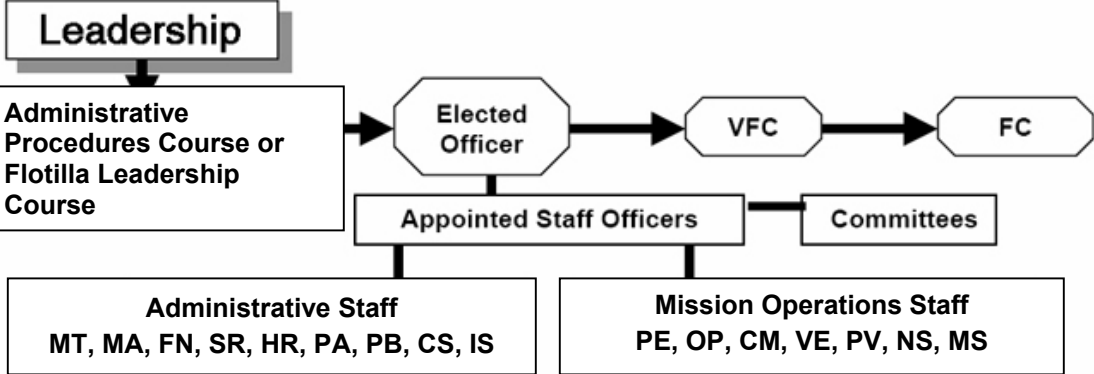 Leadership
Administrative
Procedures Course or
Flotilla Leadership
Course
Elected
Officer
VFC
FC
Appointed Staff Officers
Committees
Administrative Staff
MT, MA, FN, SR, HR, PA, PB, CS, IS
Mission Operations Staff
PE, OP, CM, VE, PV, NS, MS